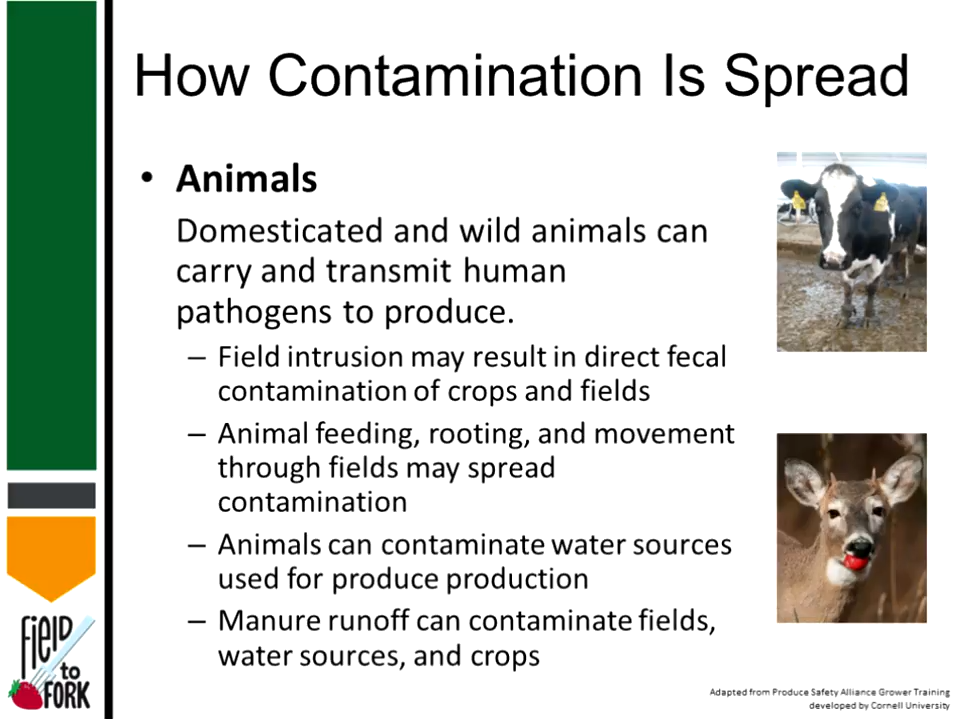 How Contamination Is Spread
• Animals
Domesticated and wild animals can
carry and transmit human
pathogens to produce.
– Field intrusion may result in direct fecal
contamination of crops and fields
– Animal feeding, rooting, and movement
through fields may spread
contamination
– Animals can contaminate water sources
used for produce production
– Manure runoff can contaminate fields,
water sources, and crops
FiElD
to
FORK
Adapted from Produce Safety Alliance Grower Training
developed by Cornell University